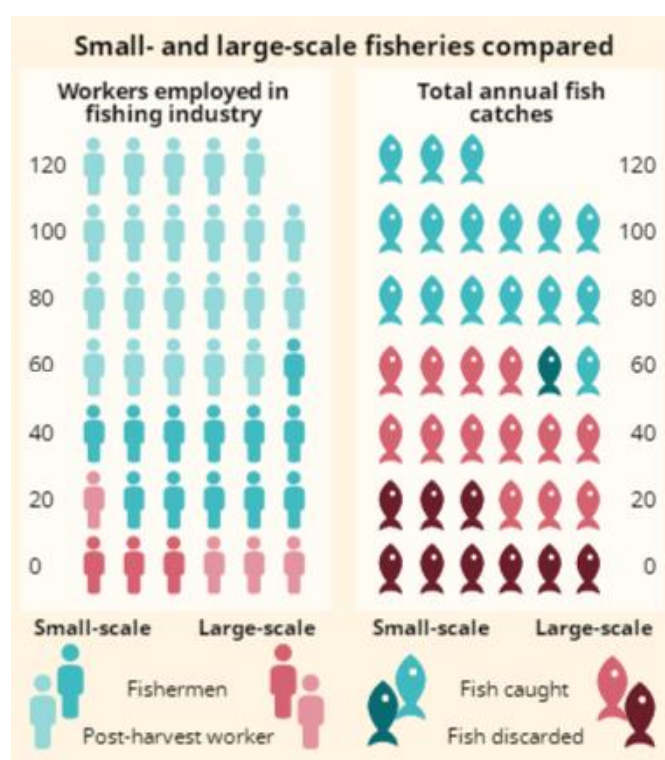 Small- and large-scale fisheries compared
Workers employed in
fishing industry
120
100
80
60
40
20
0
Total annual fish
catches
120
100
80
60
40
20
0
Small-scale Large-scale
Fishermen
Post-harvest worker
Small-scale Large-scale
Fish caught
Fish discarded